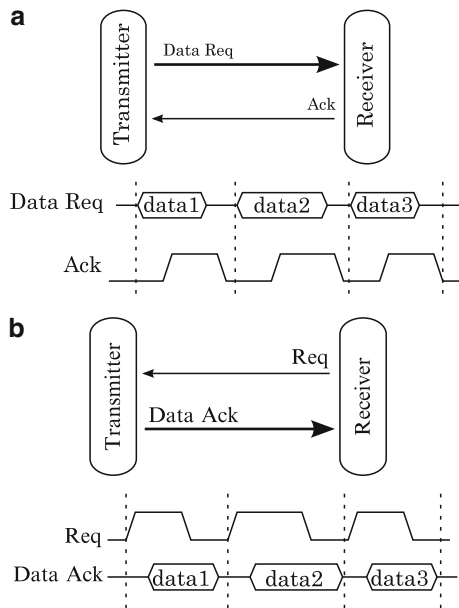 a
Transmitter
Data Req
Ack
Receiver
Data Req
data1
data2
data3
Ack
b
Transmitter
Req
Data Ack
Receiver
Req
Data Ack
data1
data2
data3